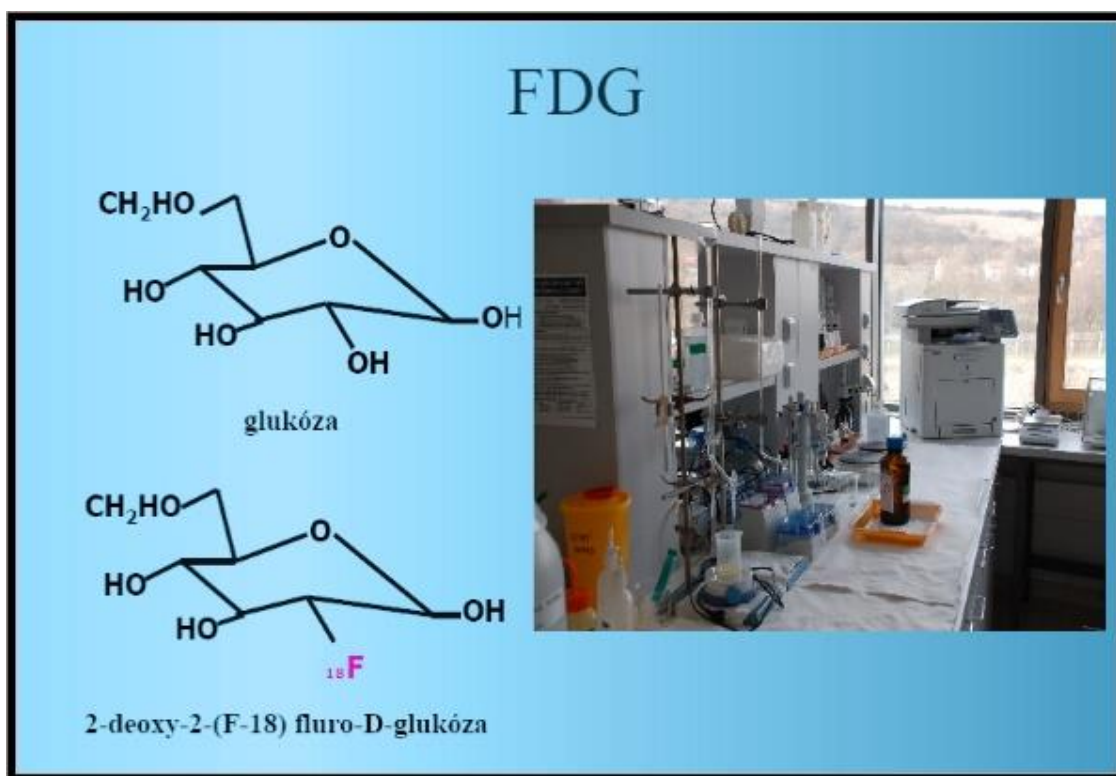 FDG
CH₂HO
O
HO
HO
OH
OH
glukóza
CH₂HO
O
HO
HO
OH
18F
2-deoxy-2-(F-18) fluro-D-glukóza